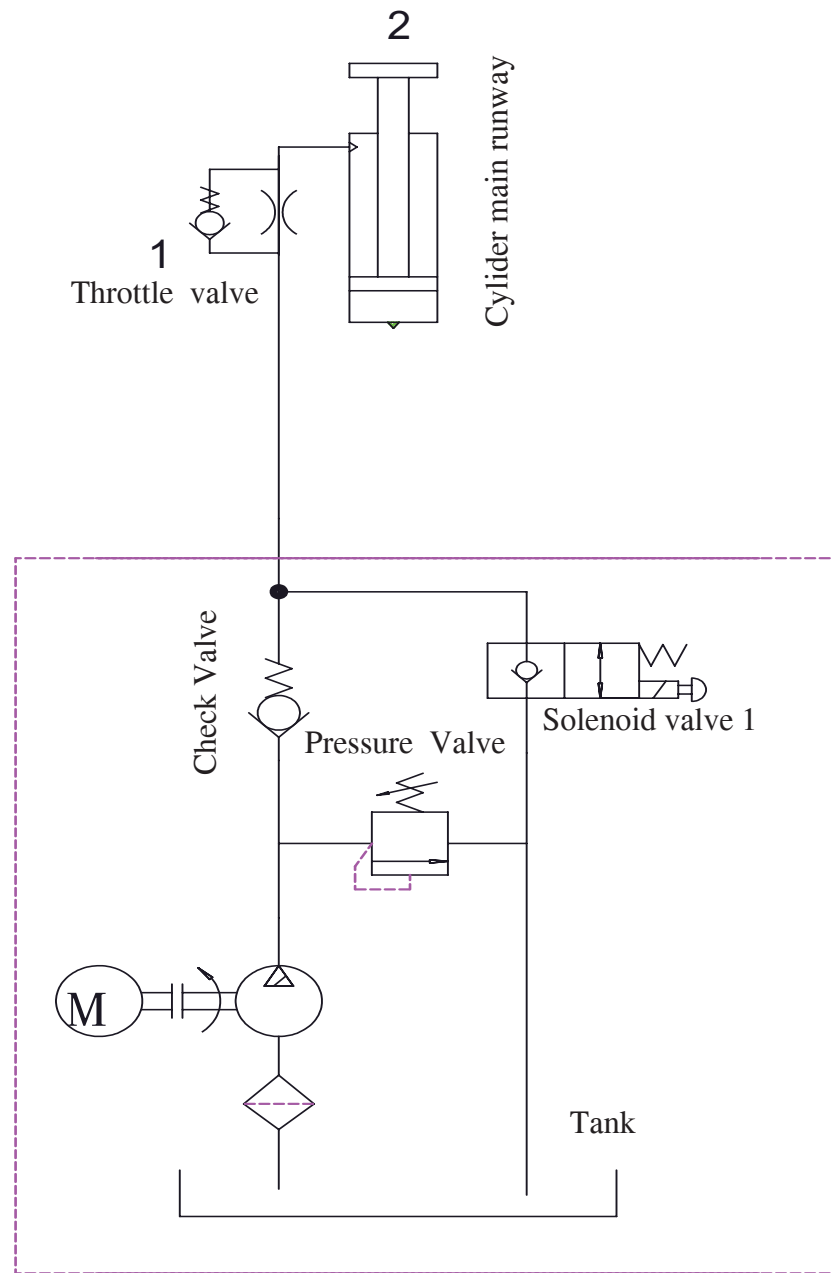 2
Cylider main runway
1
Throttle valve
Check Valve
Solenoid valve 1
Pressure Valve
M
Tank